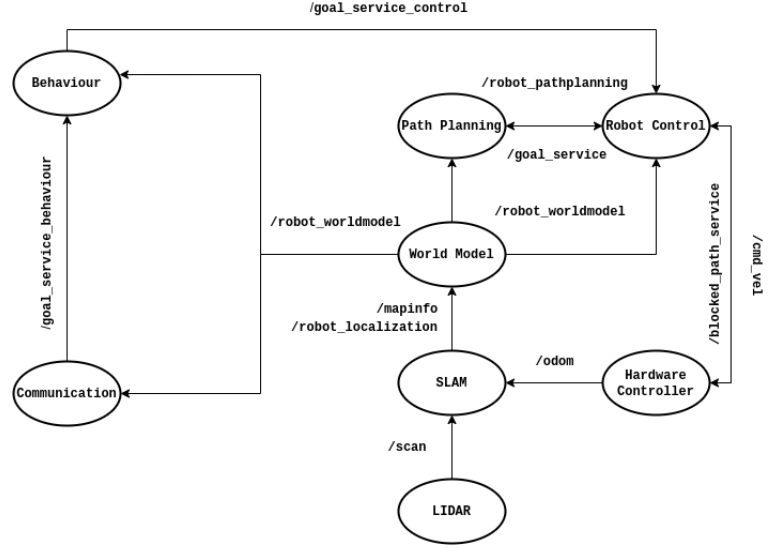 /goal_service_control
Behaviour
/robot_pathplanning
Path Planning
Robot Control
/goal_service
/goal_service_behaviour
/robot_worldmodel
/robot_worldmodel
/blocked_path_service
/cmd_vel
World Model
/mapinfo
/robot_localization
/odom
Communication
SLAM
Hardware
Controller
/scan
LIDAR